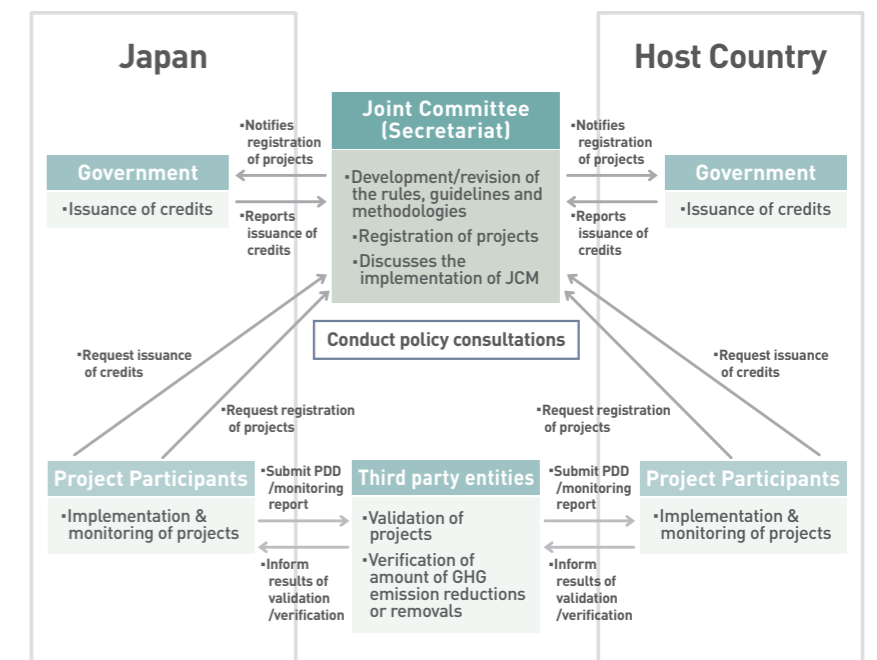 Japan
Host Country
Joint Committee
(Secretariat)
▪Development/revision of
the rules, guidelines and
methodologies
▪Registration of projects
▪Discusses the
implementation of JCM
▪Notifies
registration
of projects
Government
▪Issuance of credits
▪Reports
issuance of
credits
▪Notifies
registration
of projects
Government
▪Issuance of credits
▪Reports
issuance of
credits
Conduct policy consultations
▪Request issuance
of credits
▪Request registration
of projects
▪Request registration
of projects
▪Request issuance
of credits
Project Participants
▪Implementation &
monitoring of projects
▪Submit PDD
/monitoring
report
▪Inform
results of
validation
/verification
Third party entities
▪Validation of
projects
▪Verification of
amount of GHG
emission reductions
or removals
▪Submit PDD
/monitoring
report
▪Inform
results of
validation
/verification
Project Participants
▪Implementation &
monitoring of projects